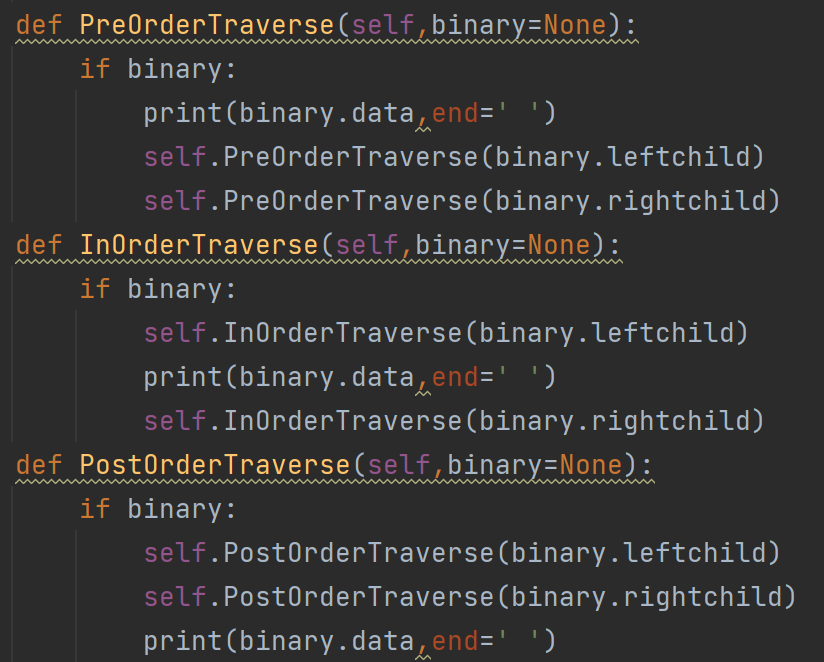 def PreOrderTraverse(self,binary=None):
    if binary:
        print(binary.data,end=' ')
        self.PreOrderTraverse(binary.leftchild)
        self.PreOrderTraverse(binary.rightchild)
def InOrderTraverse(self,binary=None):
    if binary:
        self.InOrderTraverse(binary.leftchild)
        print(binary.data,end=' ')
        self.InOrderTraverse(binary.rightchild)
def PostOrderTraverse(self,binary=None):
    if binary:
        self.PostOrderTraverse(binary.leftchild)
        self.PostOrderTraverse(binary.rightchild)
        print(binary.data,end=' ')